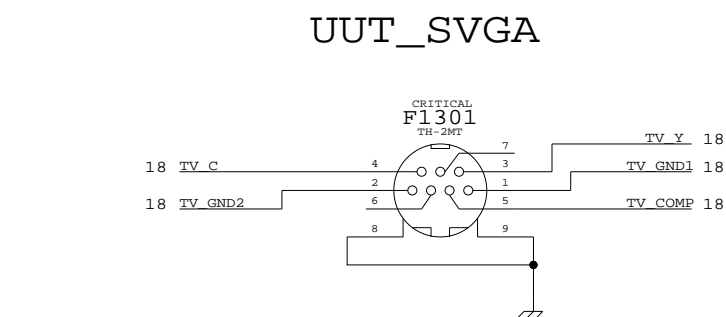 UUT_SVGA
CRITICAL
F1301
TH-2MT
7
TV_Y 18
18 TV_C 4 3 TV_GND1 18
2 1
18 TV_GND2 6 5 TV_COMP 18
8 9